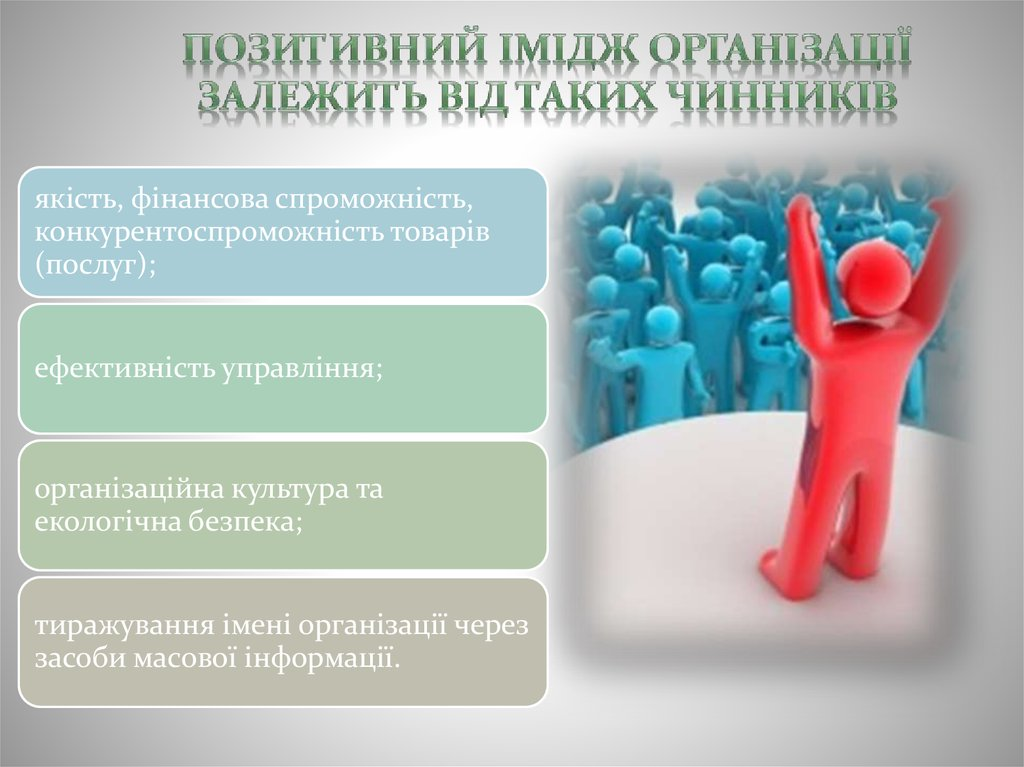 ПОЗИТИВНИЙ ІМІДЖ ОРГАНІЗАЦІЇ
ЗАЛЕЖИТЬ ВІД ТАКИХ ЧИННИКІВ
якість, фінансова спроможність,
конкурентоспроможність товарів
(послуг);
ефективність управління;
організаційна культура та
екологічна безпека;
тиражування імені організації через
засоби масової інформації.